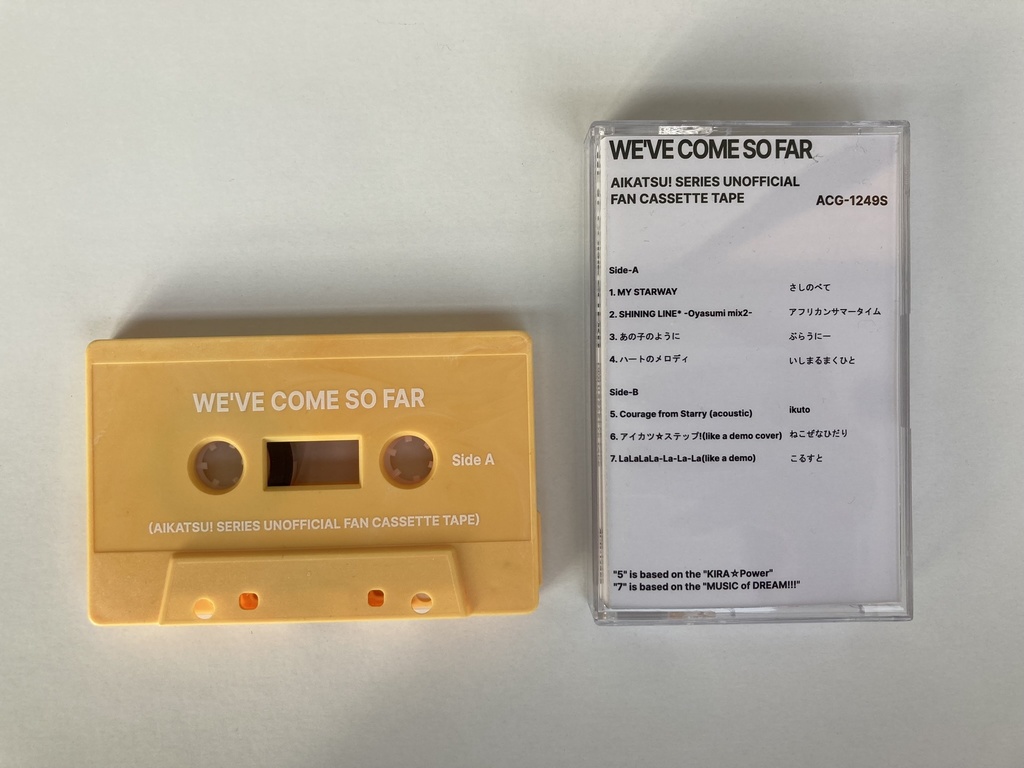 WE'VE COME SO FAR
Side A
(AIKATSU! SERIES UNOFFICIAL FAN CASSETTE TAPE)
WE'VE COME SO FAR
AIKATSU! SERIES UNOFFICIAL
FAN CASSETTE TAPE
ACG-1249S
Side-A
1. MY STARWAY さしのべて
2. SHINING LINE* -Oyasumi mix2- アフリカンサマータイム
3. あの子のように ぷらうにー
4. ハートのメロディ いしまるまくひと
Side-B
5. Courage from Starry (acoustic) ikuto
6. アイカツ☆ステップ!(like a demo cover) ねこぜなひだり
7. LaLaLaLa-La-La-La(like a demo) こるすと
"5" is based on the "KIRA☆Power"
"7" is based on the "MUSIC of DREAM!!!"